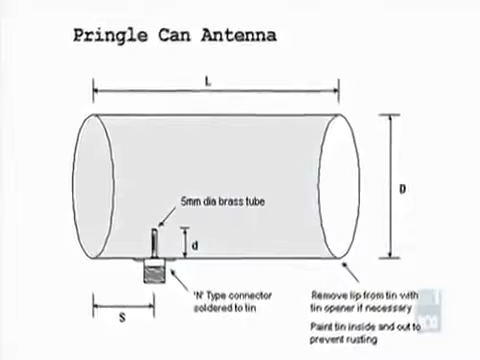 Pringle Can Antenna
L
5mm dia brass tube
D
d
'N' Type connector
soldered to tin
S
Remove lip from tin with
tin opener if necessary
Paint tin inside and out to
prevent rusting